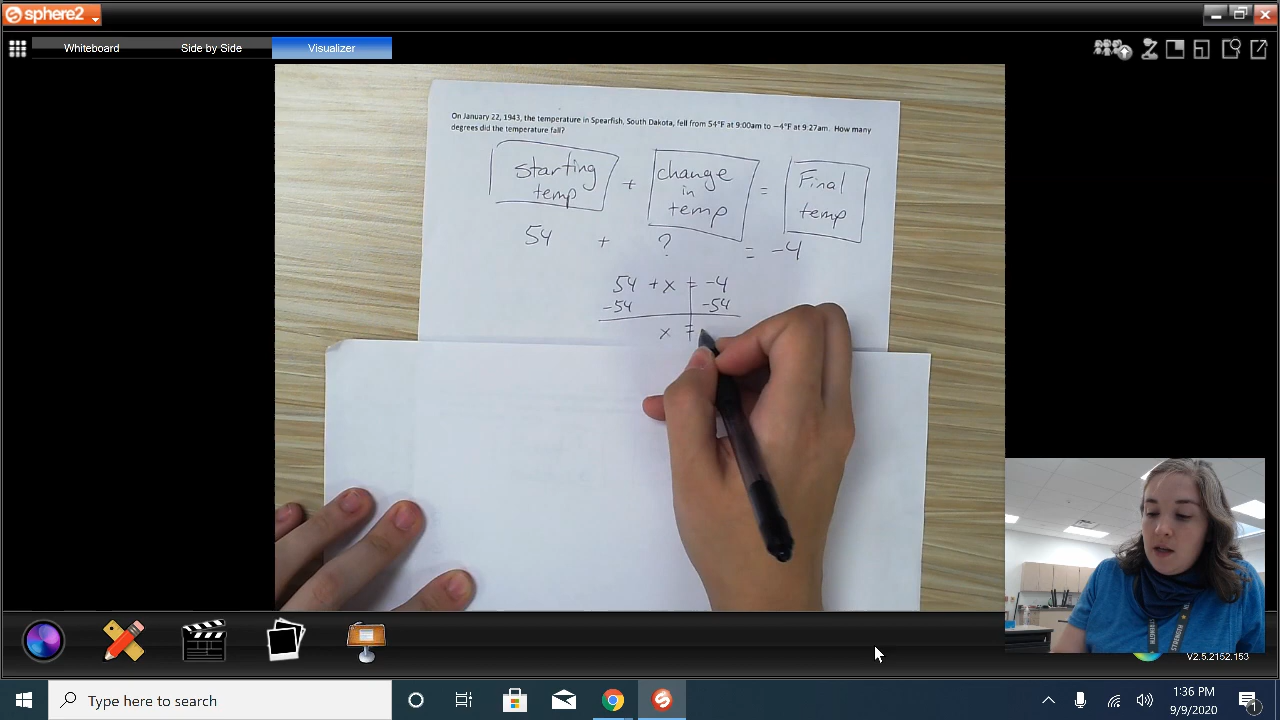 sphere2
Whiteboard Side by Side Visualizer
On January 22, 1943, the temperature in Spearfish, South Dakota, fell from 54°F at 9:00am to −4°F at 9:27am. How many
degrees did the temperature fall?
starting temp + change in temp = Final temp
54 + ? = -4
54 + x = -4
-54 -54
x =
V2.5.2152.153
Type here to search
1:36 PM
9/9/2020
1